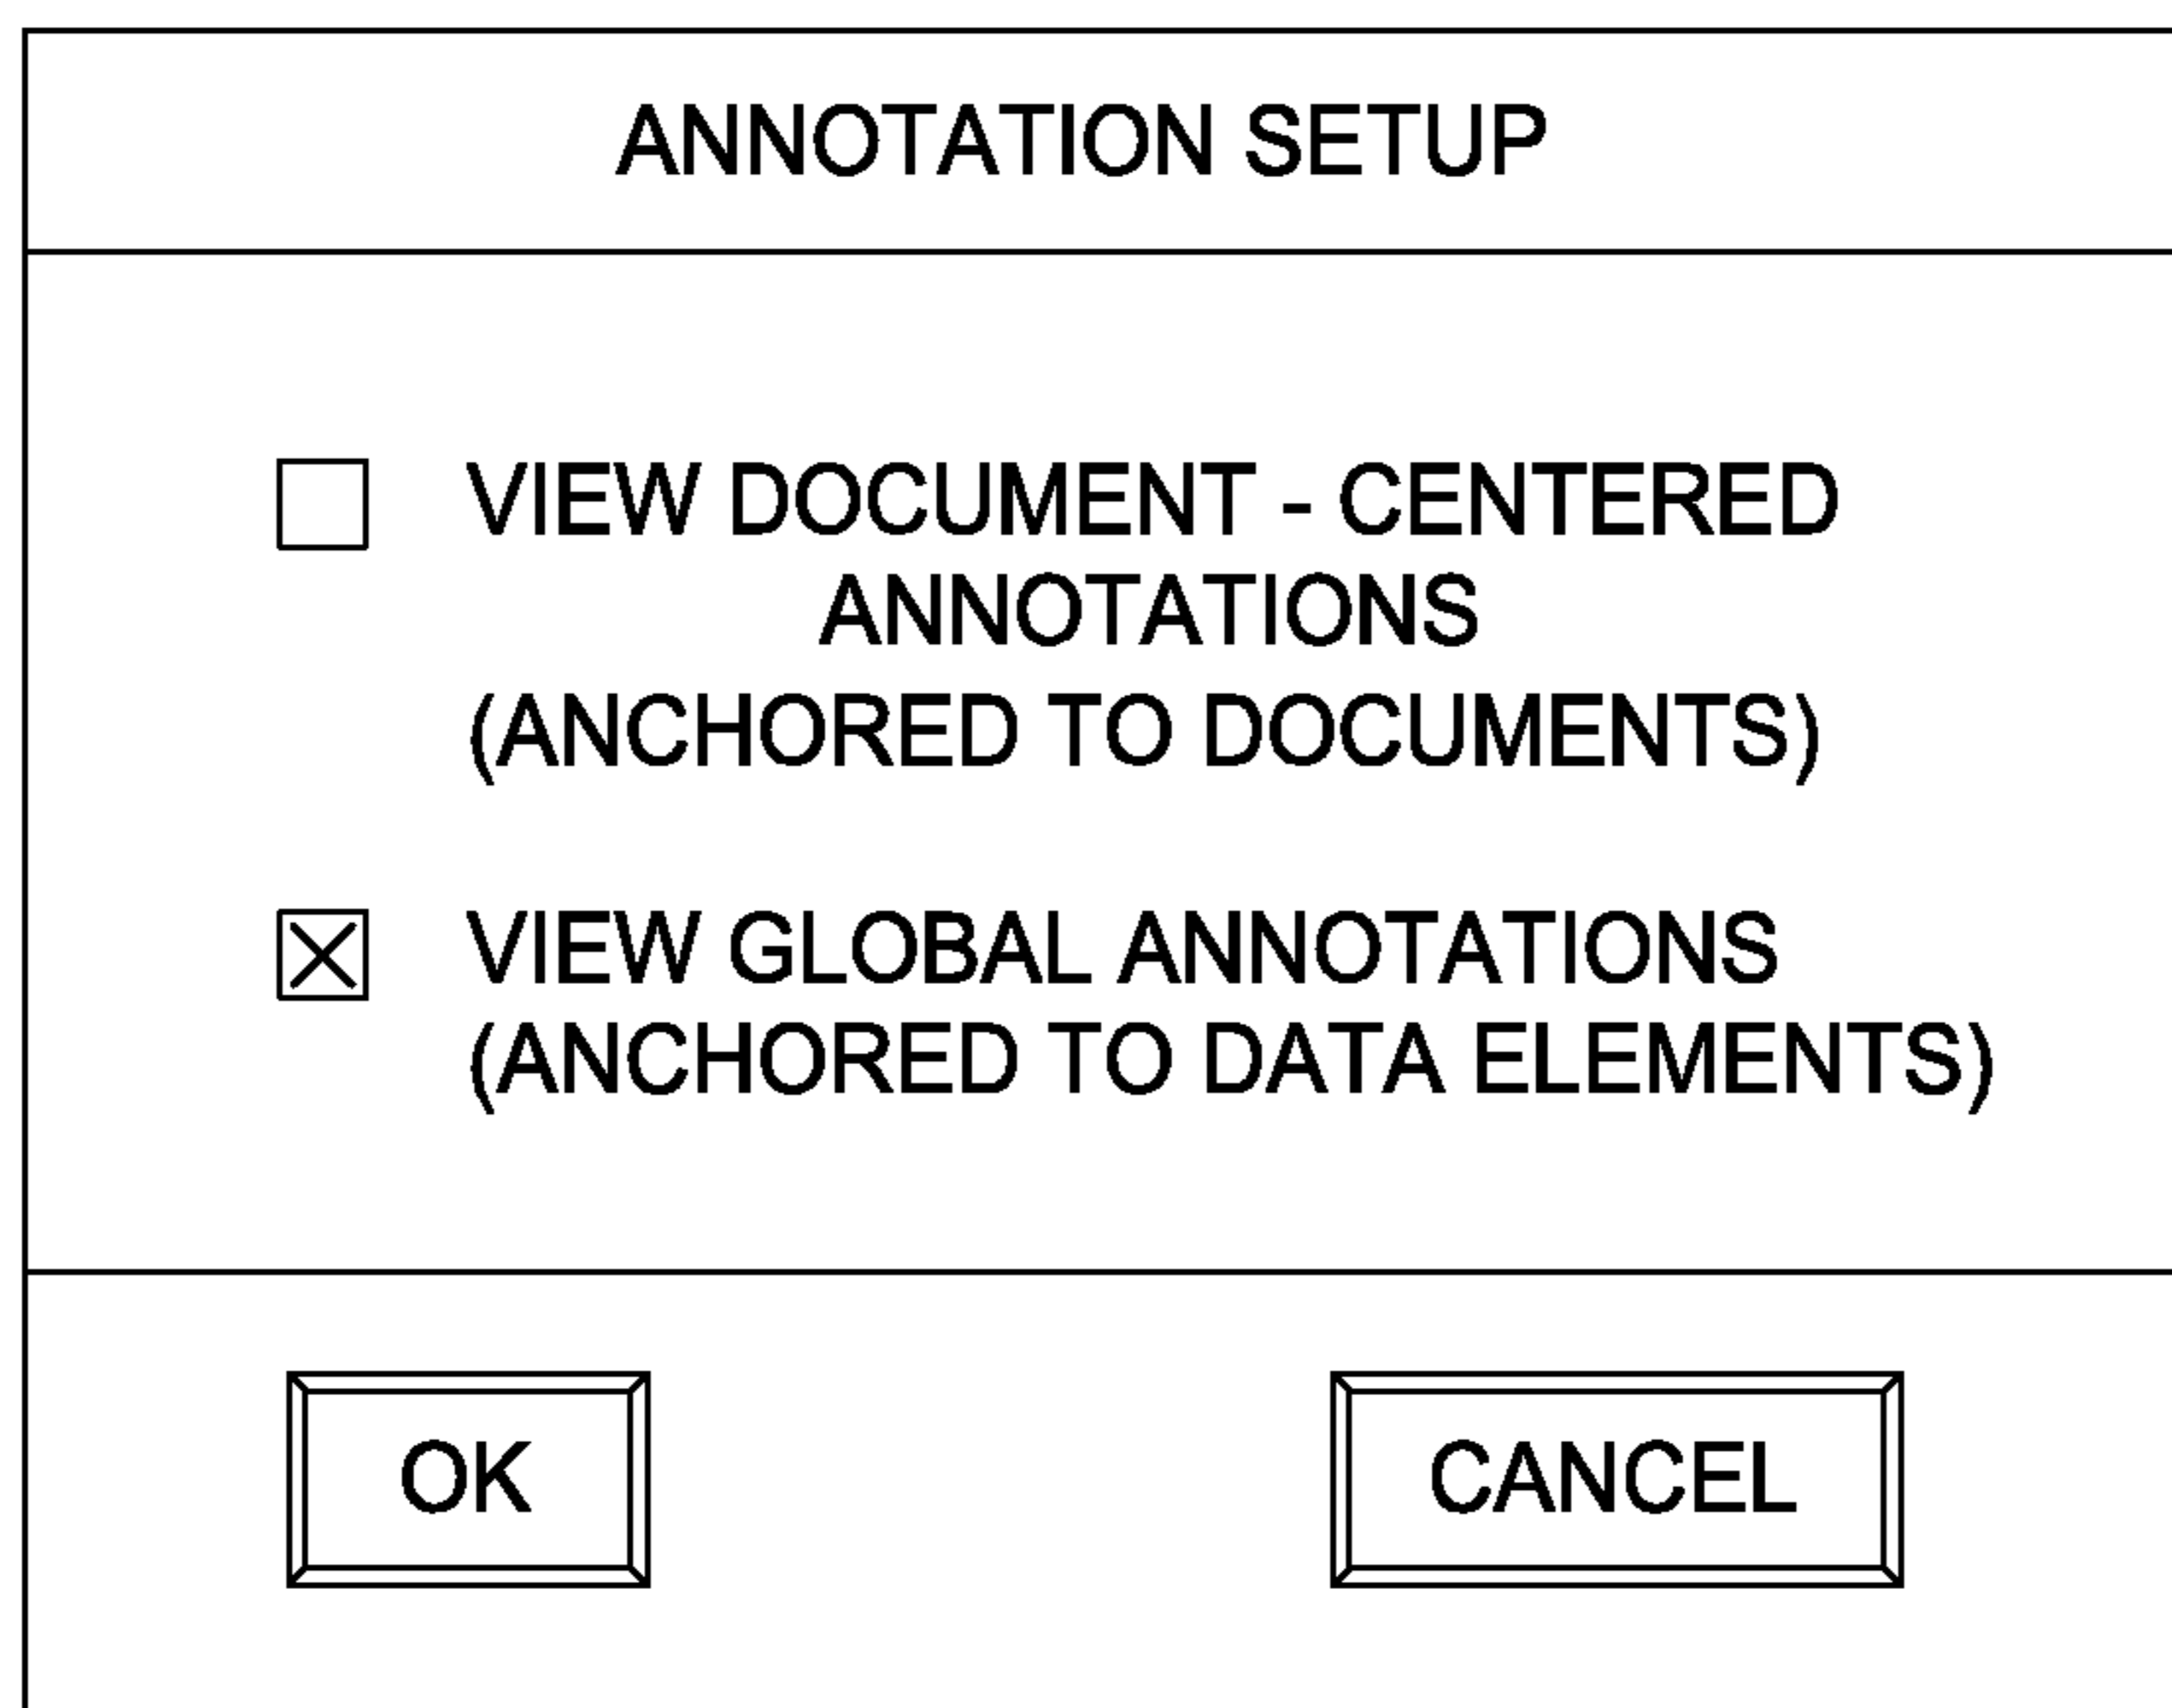 ANNOTATION SETUP
VIEW DOCUMENT - CENTERED
ANNOTATIONS
(ANCHORED TO DOCUMENTS)
VIEW GLOBAL ANNOTATIONS
(ANCHORED TO DATA ELEMENTS)
OK CANCEL